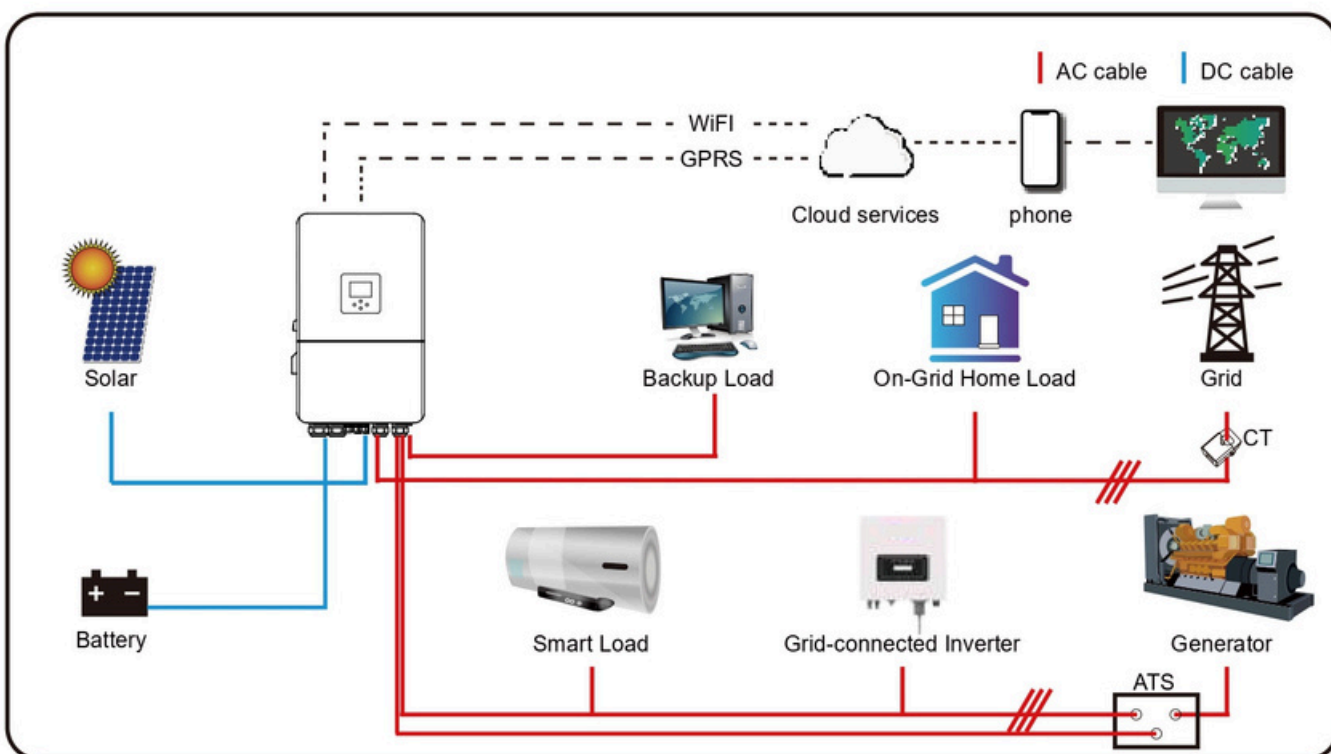 AC cable
DC cable
WiFI
GPRS
Cloud services
phone
Solar
Backup Load
On-Grid Home Load
Grid
CT
Battery
Smart Load
Grid-connected Inverter
Generator
ATS